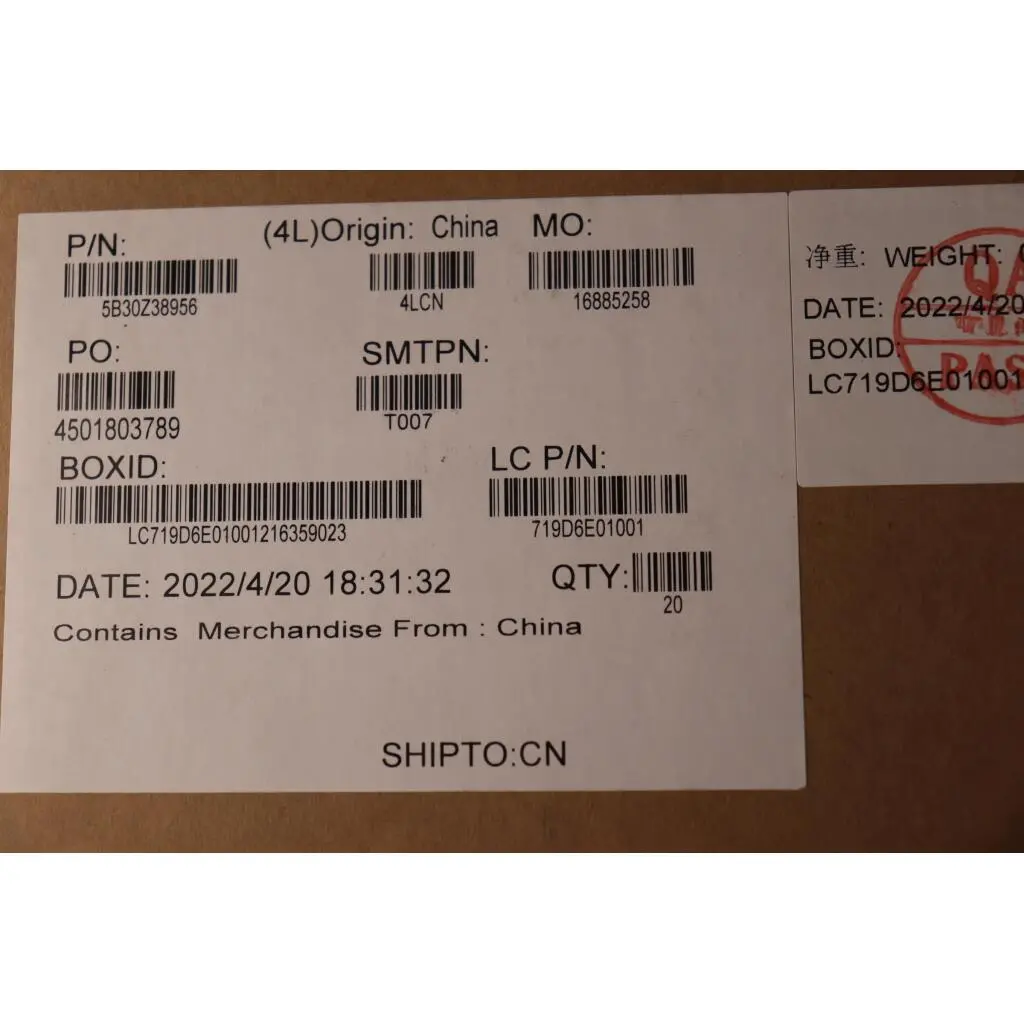 P/N:
5B30Z38956
(4L)Origin: China
4LCN
MO:
16885258
PO:
4501803789
SMTPN:
T007
BOXID:
LC719D6E01001216359023
LC P/N:
719D6E01001
DATE: 2022/4/20 18:31:32
QTY:
20
Contains Merchandise From : China
SHIPTO:CN
净重: WEIGHT:
DATE: 2022/4/20
BOXID:
LC719D6E01001
QA
PAS